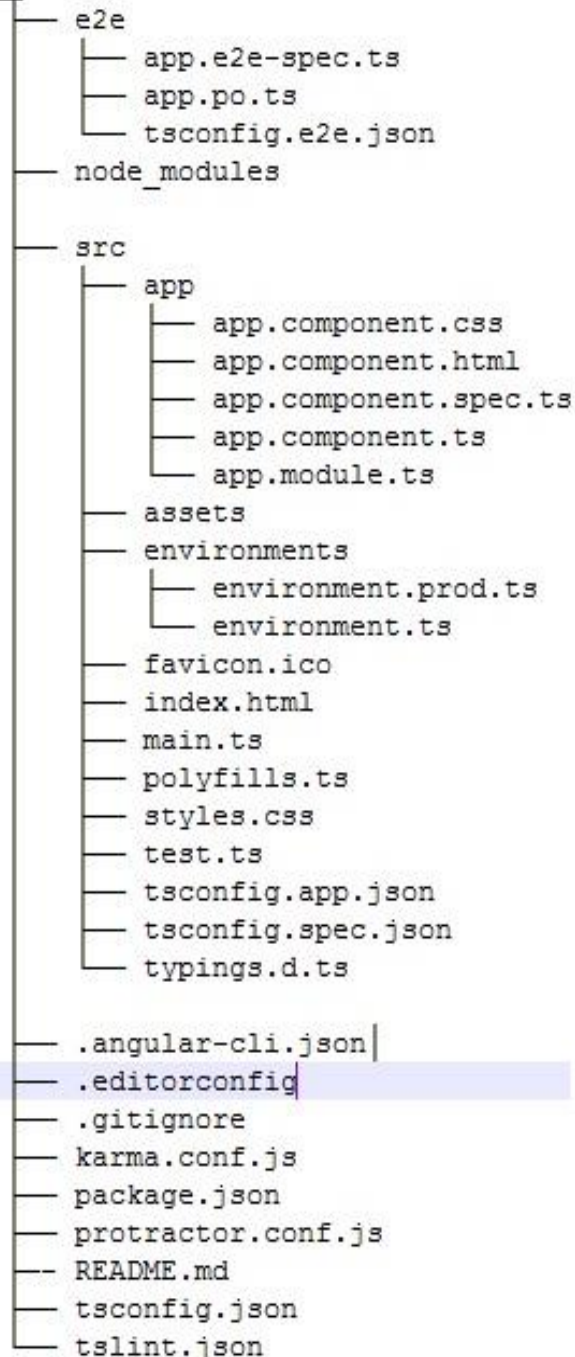 e2e
app.e2e-spec.ts
app.po.ts
tsconfig.e2e.json
node_modules
src
app
app.component.css
app.component.html
app.component.spec.ts
app.component.ts
app.module.ts
assets
environments
environment.prod.ts
environment.ts
favicon.ico
index.html
main.ts
polyfills.ts
styles.css
test.ts
tsconfig.app.json
tsconfig.spec.json
typings.d.ts
.angular-cli.json
.editorconfig
.gitignore
karma.conf.js
package.json
protractor.conf.js
README.md
tsconfig.json
tslint.json